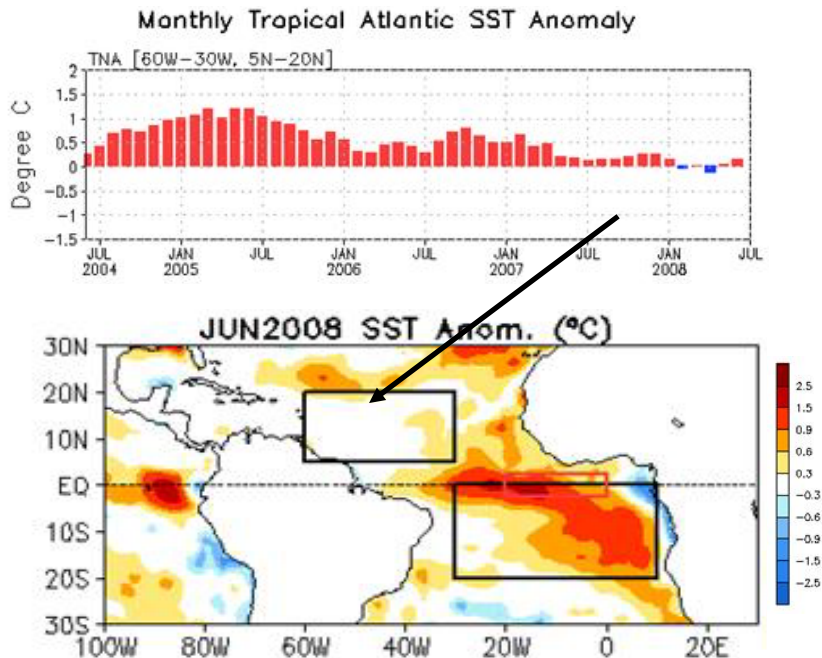 Monthly Tropical Atlantic SST Anomaly
TNA [60W-30W, 5N-20N]
Degree C
2
1.5
1
0.5
0
-0.5
-1
-1.5
JUL JAN JUL JAN JUL JAN JUL JAN JUL
2004 2005 2006 2007 2008
JUN2008 SST Anom. (°C)
30N
20N
10N
EQ
10S
20S
30S
100W 80W 60W 40W 20W 0 20E
2.5
1.5
0.9
0.6
0.3
-0.3
-0.6
-0.9
-1.5
-2.5